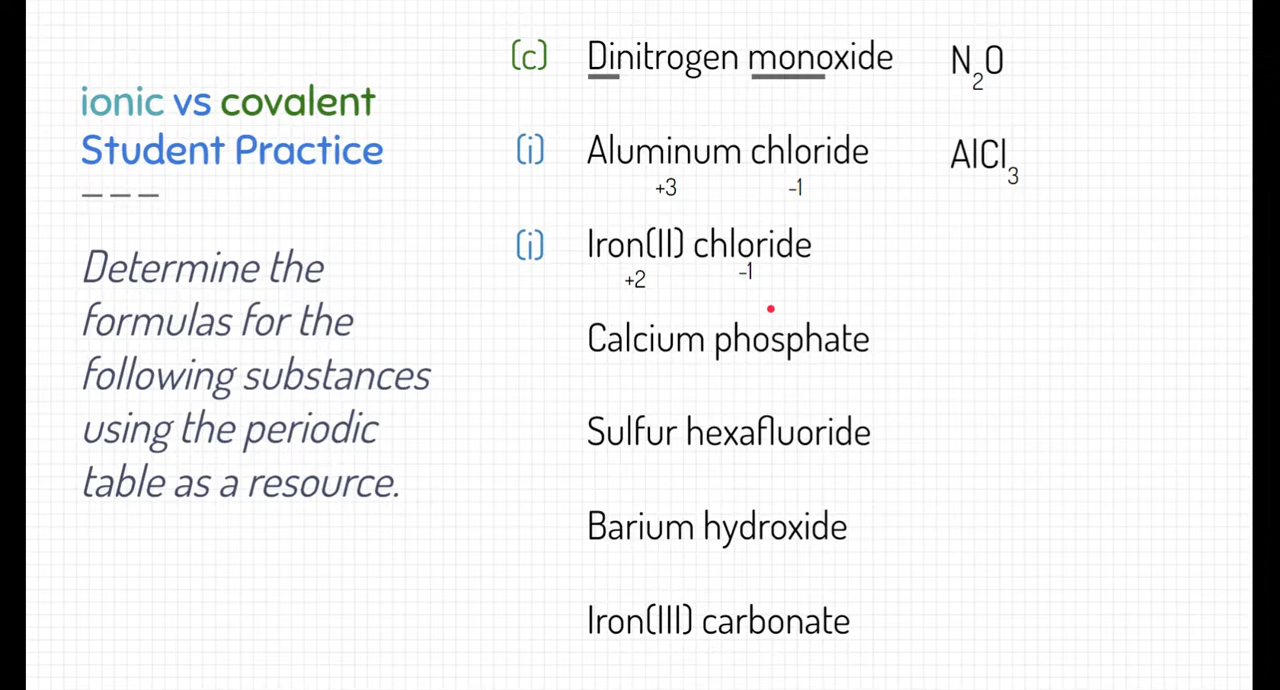 ionic vs covalent
Student Practice
Determine the
formulas for the
following substances
using the periodic
table as a resource.
(c) Dinitrogen monoxide N₂O
(i) Aluminum chloride AlCl₃
+3 -1
(i) Iron(II) chloride
+2 -1
Calcium phosphate
Sulfur hexafluoride
Barium hydroxide
Iron(III) carbonate